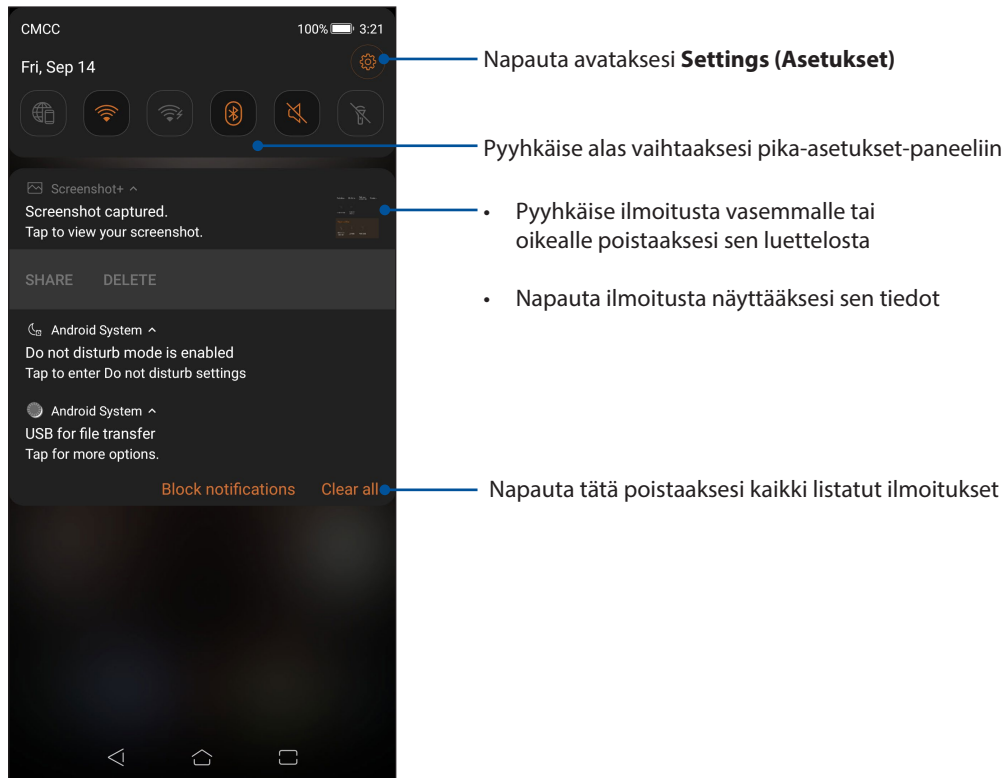 CMCC 100% 3:21
Fri, Sep 14
Napauta avataksesi Settings (Asetukset)
Pyyhkäise alas vaihtaaksesi pika-asetukset-paneeliin
Screenshot+
Screenshot captured.
Tap to view your screenshot.
• Pyyhkäise ilmoitusta vasemmalle tai
oikealle poistaaksesi sen luettelosta
SHARE DELETE
• Napauta ilmoitusta näyttääksesi sen tiedot
Android System
Do not disturb mode is enabled
Tap to enter Do not disturb settings
Android System
USB for file transfer
Tap for more options.
Block notifications Clear all
Napauta tätä poistaaksesi kaikki listatut ilmoitukset